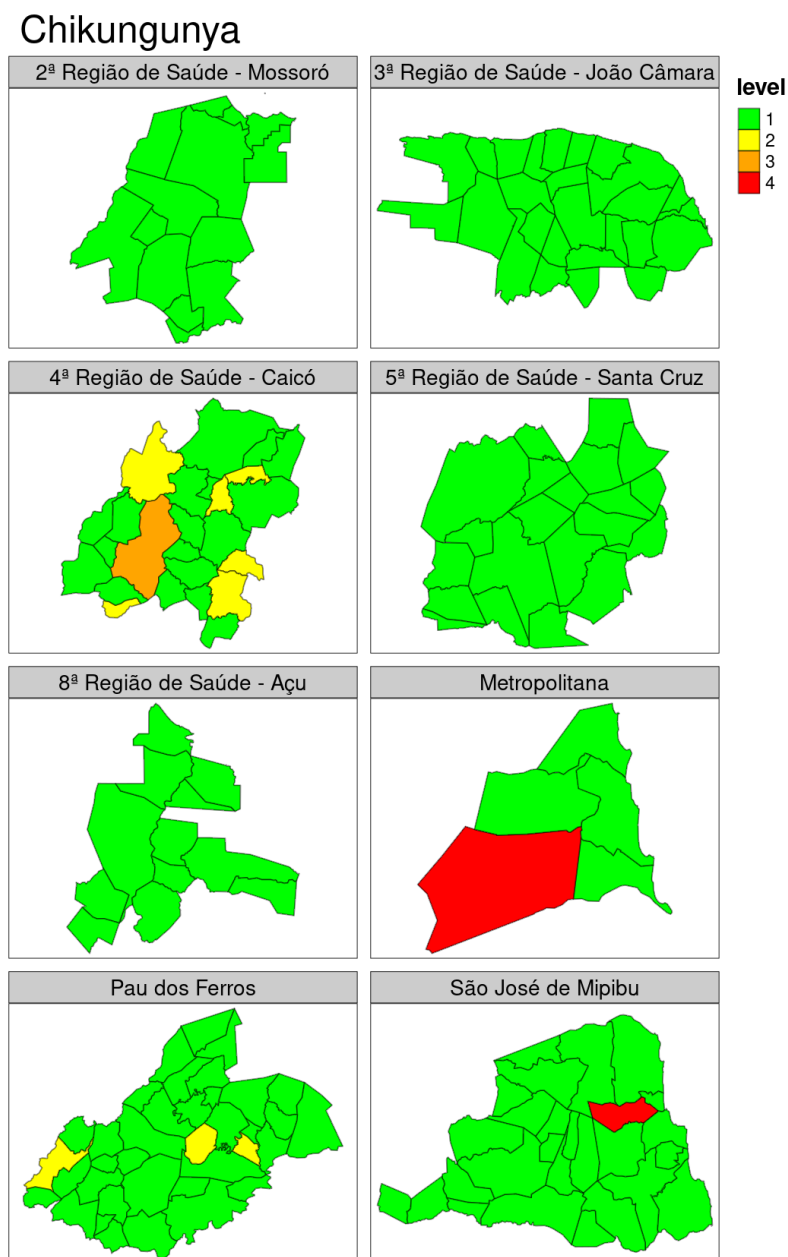 Chikungunya
2ª Região de Saúde - Mossoró
3ª Região de Saúde - João Câmara
level
1
2
3
4
4ª Região de Saúde - Caicó
5ª Região de Saúde - Santa Cruz
8ª Região de Saúde - Açu
Metropolitana
Pau dos Ferros
São José de Mipibu